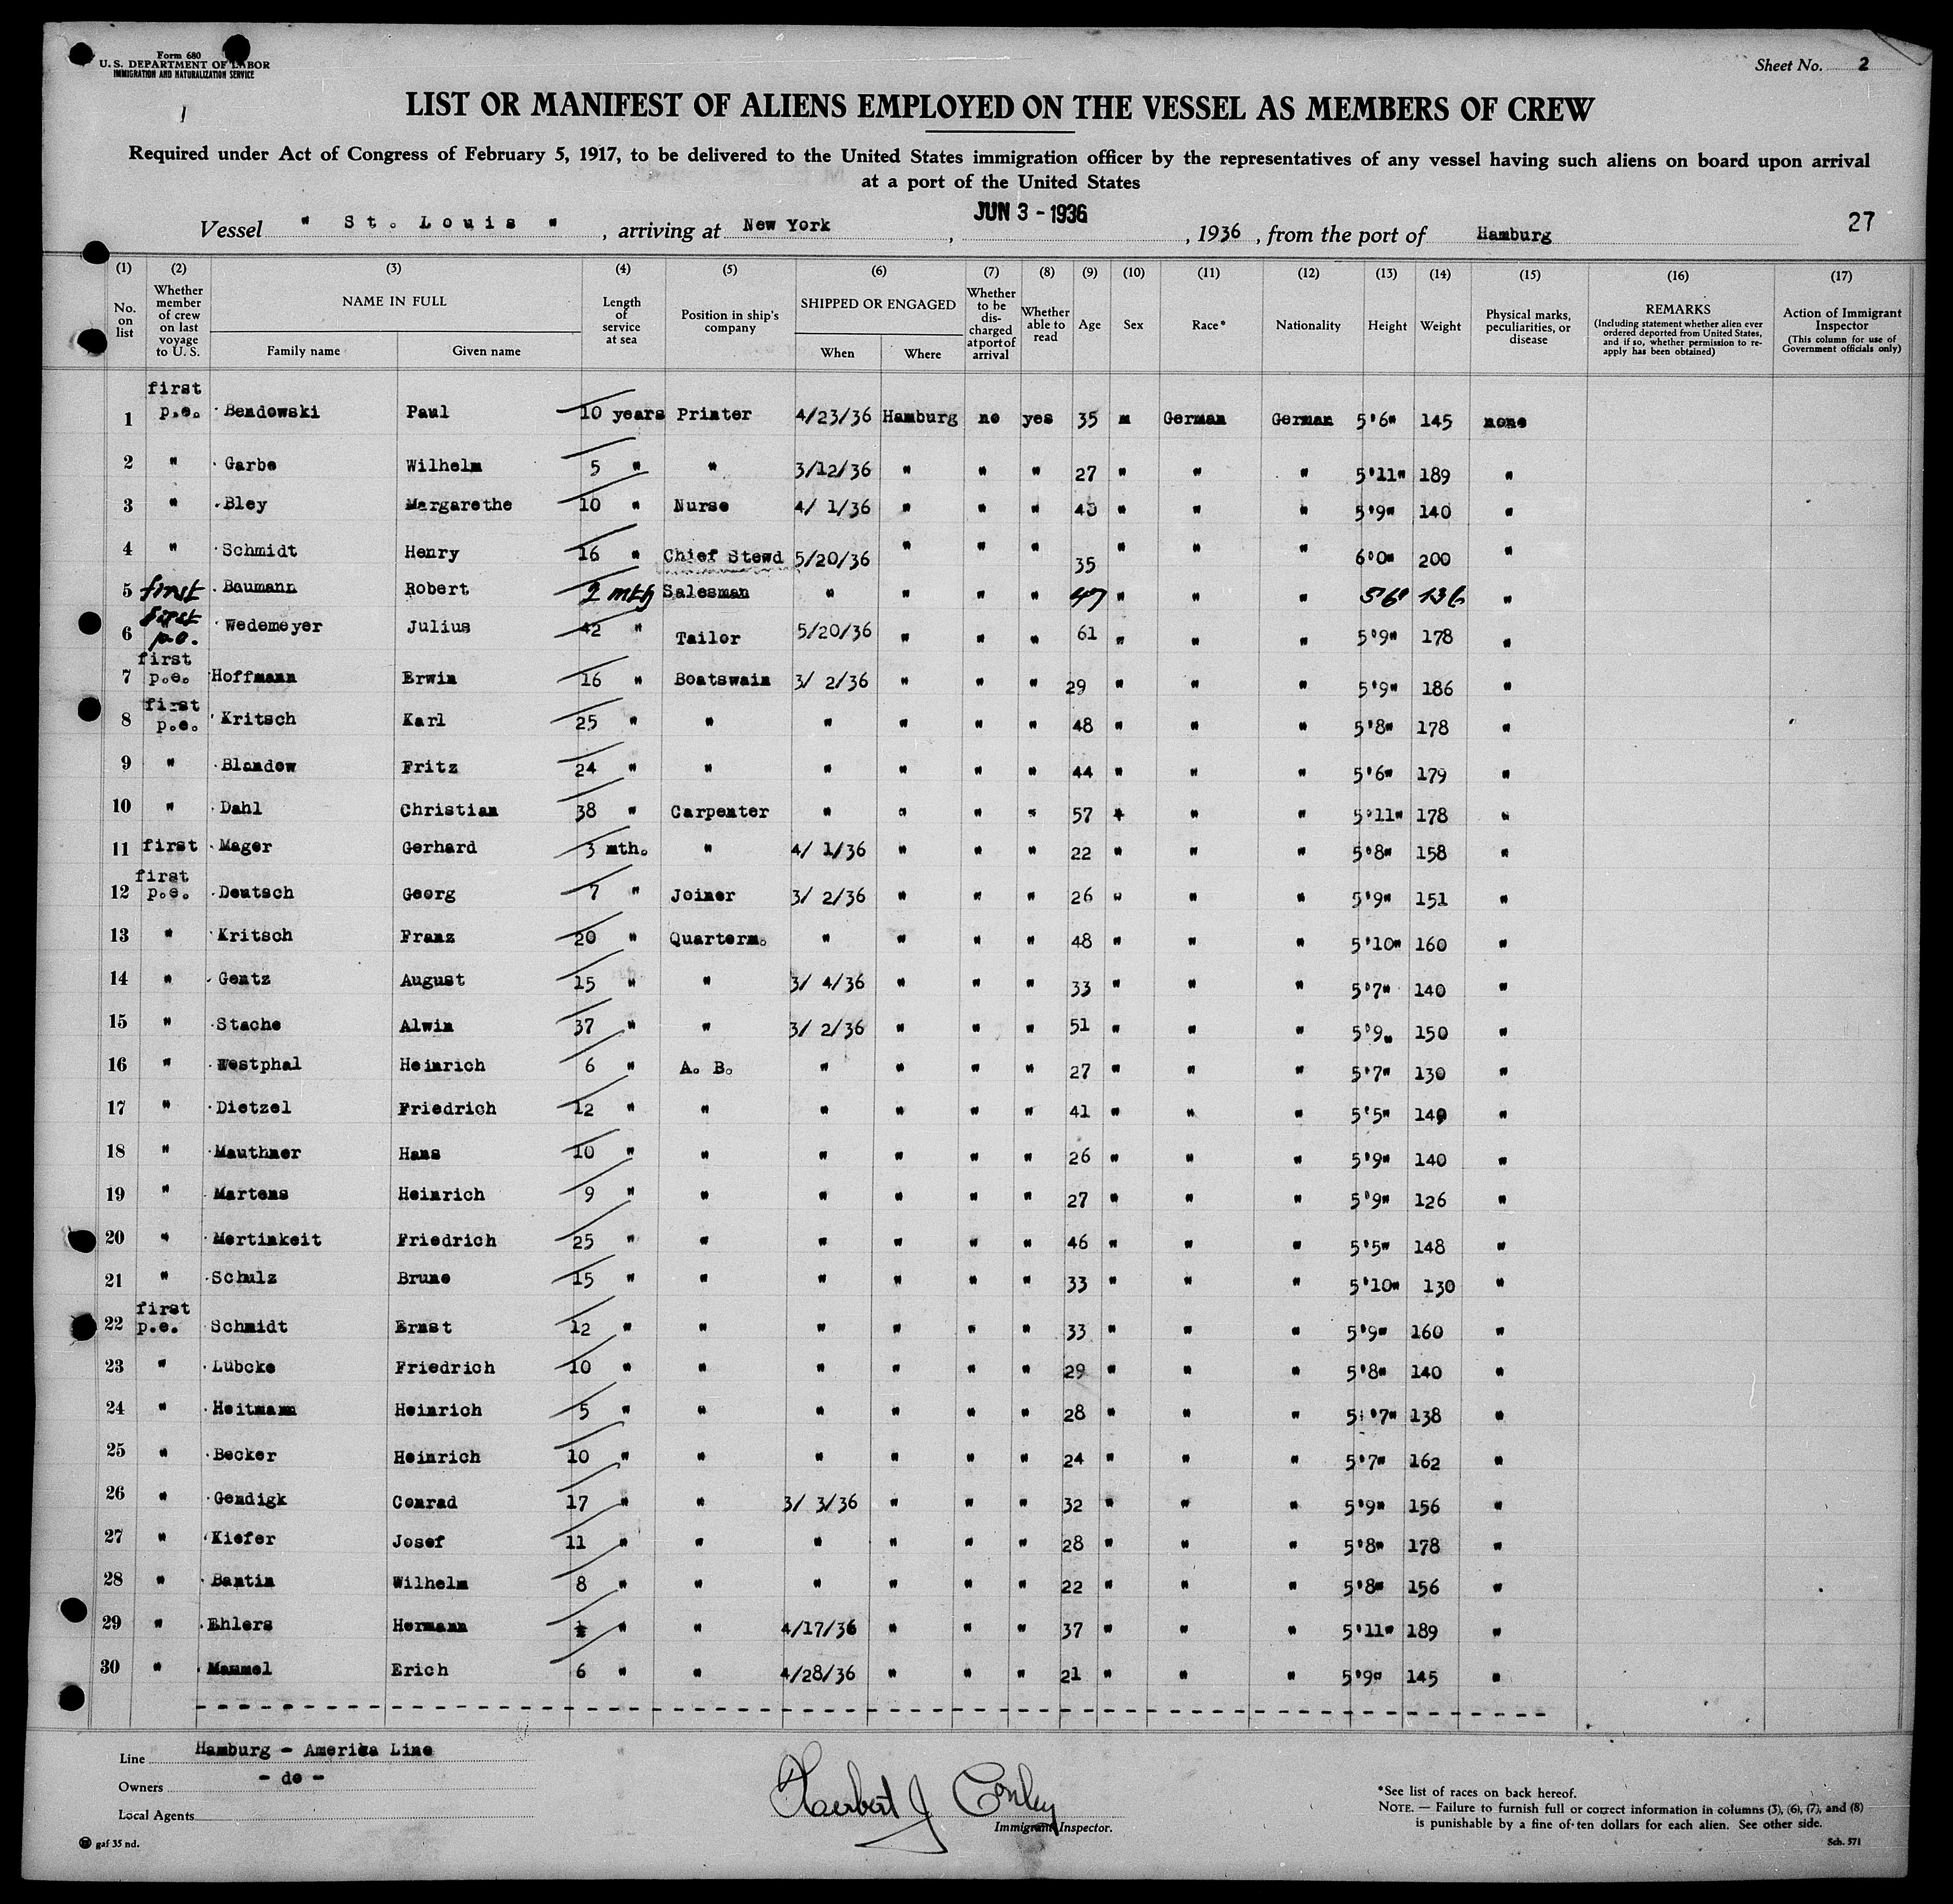 Form 680
U. S. DEPARTMENT OF LABOR
IMMIGRATION AND NATURALIZATION SERVICE
Sheet No. 2
1
LIST OR MANIFEST OF ALIENS EMPLOYED ON THE VESSEL AS MEMBERS OF CREW
Required under Act of Congress of February 5, 1917, to be delivered to the United States immigration officer by the representatives of any vessel having such aliens on board upon arrival
at a port of the United States
Vessel " St. Louis " , arriving at New York , JUN 3 - 1936 , 1936 , from the port of Hamburg 27
(1) (2) (3) (4) (5) (6) (7) (8) (9) (10) (11) (12) (13) (14) (15) (16) (17)
No. on list
Whether member of crew on last voyage to U. S.
NAME IN FULL
Family name Given name
Length of service at sea
Position in ship's company
SHIPPED OR ENGAGED
When Where
Whether to be discharged at port of arrival
Whether able to read
Age Sex Race* Nationality Height Weight
Physical marks, peculiarities, or disease
REMARKS
(Including statement whether alien ever ordered deported from United States, and if so, whether permission to re-apply has been obtained)
Action of Immigrant Inspector
(This column for use of Government officials only)
1 first p.e. Bendowski Paul 10 years Printer 4/23/36 Hamburg no yes 35 m German German 5'6" 145 none
2 " Garbe Wilhelm 5 " " 3/12/36 " " " 27 " " " 5'11" 189 "
3 " Bley Margarethe 10 " Nurse 4/ 1/36 " " " 40 " " " 5'9" 140 "
4 " Schmidt Henry 16 " Chief Stewd 5/20/36 " " " 35 " " " 6'0" 200 "
5 first Baumann Robert 2 mth Salesman " " " " 47 " " " 5'6" 136 "
6 first p.e. Wedemeyer Julius 42 " Tailor 5/20/36 " " " 61 " " " 5'9" 178 "
7 first p.e. Hoffmann Erwin 16 " Boatswain 3/ 2/36 " " " 29 " " " 5'9" 186 "
8 first p.e. Kritsch Karl 25 " " " " " " 48 " " " 5'8" 178 "
9 " Blandow Fritz 24 " " " " " " 44 " " " 5'6" 179 "
10 " Dahl Christian 38 " Carpenter " " " " 57 " " " 5'11" 178 "
11 first Mager Gerhard 3 mth. " 4/ 1/36 " " " 22 " " " 5'8" 158 "
12 first p.e. Deutsch Georg 7 " Joiner 3/ 2/36 " " " 26 " " " 5'9" 151 "
13 " Kritsch Franz 20 " Quarterm. " " " " 48 " " " 5'10" 160 "
14 " Gentz August 15 " " 3/ 4/36 " " " 33 " " " 5'7" 140 "
15 " Stache Alwin 37 " " 3/ 2/36 " " " 51 " " " 5'9" 150 "
16 " Westphal Heinrich 6 " A. B. " " " " 27 " " " 5'7" 130 "
17 " Dietzel Friedrich 12 " " " " " " 41 " " " 5'5" 149 "
18 " Mauthner Hans 10 " " " " " " 26 " " " 5'9" 140 "
19 " Martens Heinrich 9 " " " " " " 27 " " " 5'9" 126 "
20 " Mertinkeit Friedrich 25 " " " " " " 46 " " " 5'5" 148 "
21 " Schulz Bruno 15 " " " " " " 33 " " " 5'10" 130 "
22 first p.e. Schmidt Ernst 12 " " " " " " 33 " " " 5'9" 160 "
23 " Lübcke Friedrich 10 " " " " " " 29 " " " 5'8" 140 "
24 " Heitmann Heinrich 5 " " " " " " 28 " " " 5'7" 138 "
25 " Becker Heinrich 10 " " " " " " 24 " " " 5'7" 162 "
26 " Gendigk Conrad 17 " " 3/ 3/36 " " " 32 " " " 5'9" 156 "
27 " Kiefer Josef 11 " " " " " " 28 " " " 5'8" 178 "
28 " Bantin Wilhelm 8 " " " " " " 22 " " " 5'8" 156 "
29 " Ehlers Hermann " " 4/17/36 " " " 37 " " " 5'11" 189 "
30 " Mammel Erich 6 " " 4/28/36 " " " 21 " " " 5'9" 145 "
Line Hamburg - Amerika Line
Owners - do -
Local Agents
Herbert J Conley
Immigrant Inspector.
*See list of races on back hereof.
NOTE. — Failure to furnish full or correct information in columns (3), (6), (7), and (8)
is punishable by a fine of ten dollars for each alien. See other side.
gaf 35 nd.
Sch. 571